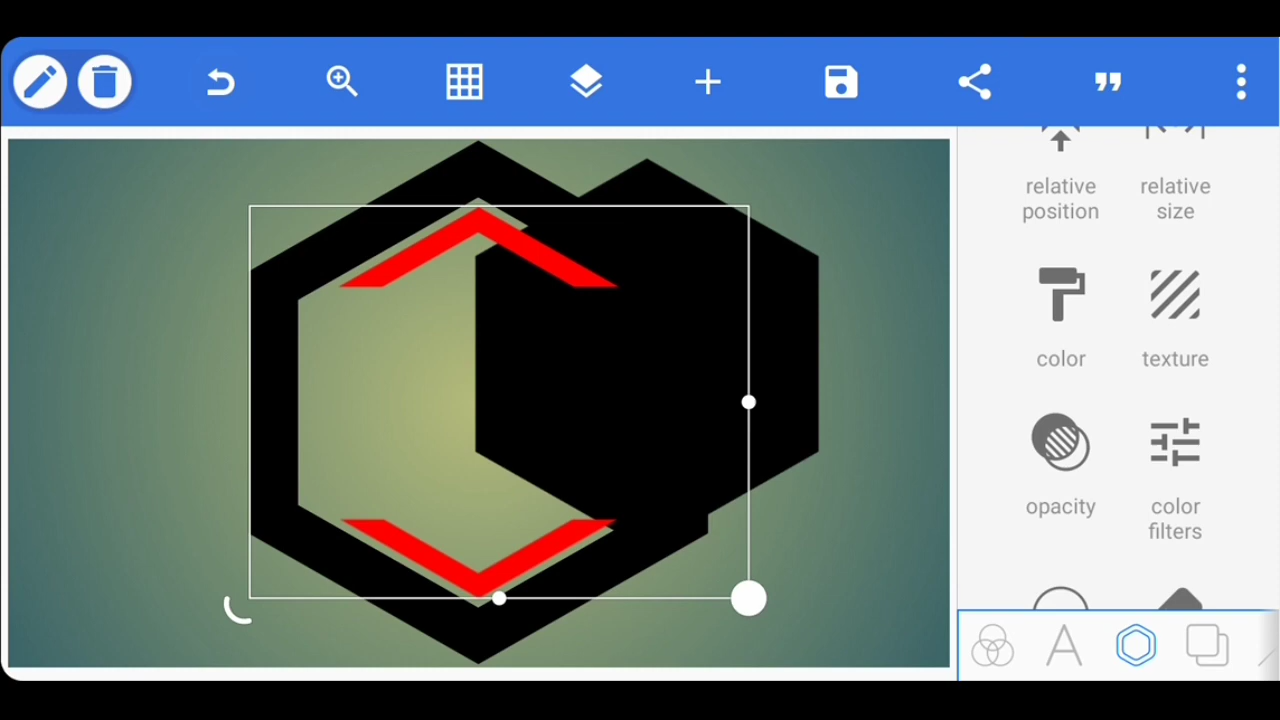 relative
position
relative
size
color
texture
opacity
color
filters